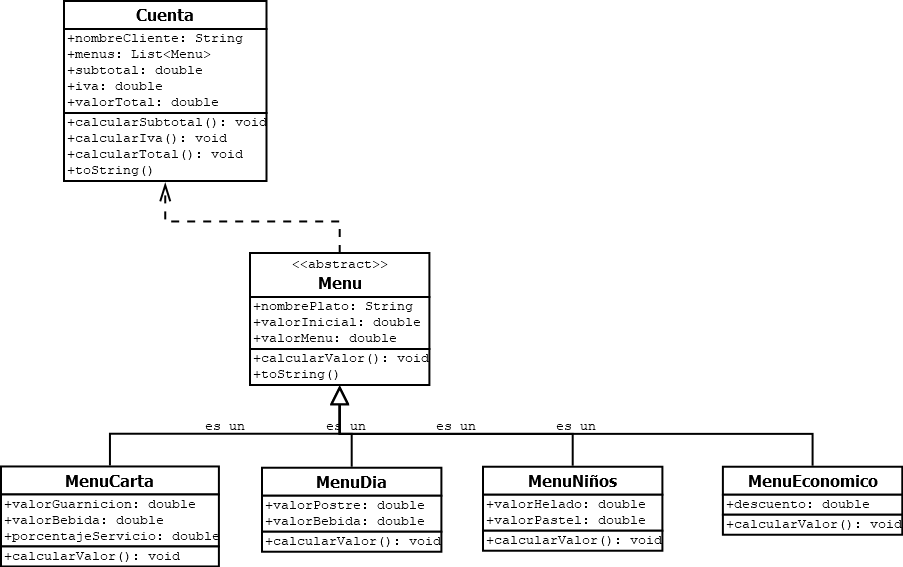 Cuenta
+nombreCliente: String
+menus: List<Menu>
+subtotal: double
+iva: double
+valorTotal: double
+calcularSubtotal(): void
+calcularIva(): void
+calcularTotal(): void
+toString()
<<abstract>>
Menu
+nombrePlato: String
+valorInicial: double
+valorMenu: double
+calcularValor(): void
+toString()
es un
es un
es un
es un
MenuCarta
+valorGuarnicion: double
+valorBebida: double
+porcentajeServicio: double
+calcularValor(): void
MenuDia
+valorPostre: double
+valorBebida: double
+calcularValor(): void
MenuNiños
+valorHelado: double
+valorPastel: double
+calcularValor(): void
MenuEconomico
+descuento: double
+calcularValor(): void